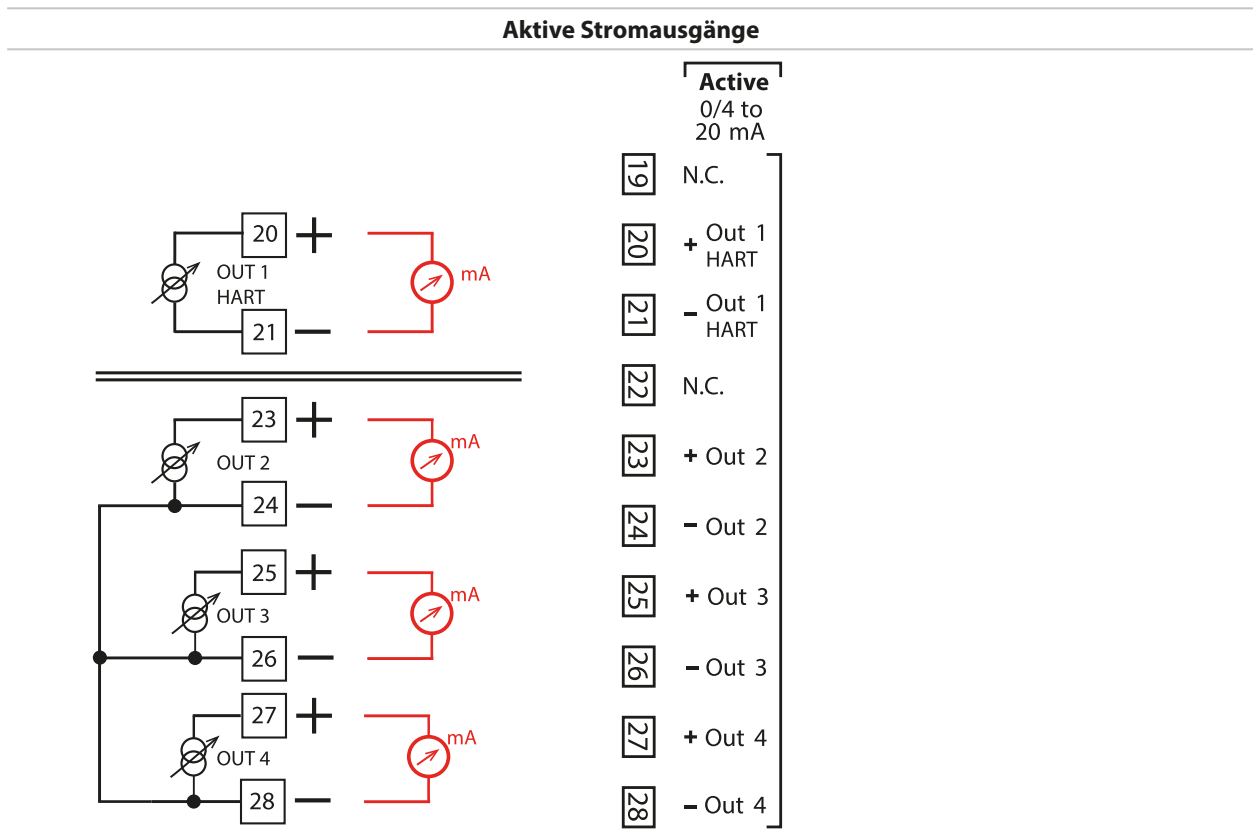 Aktive Stromausgänge
Active
0/4 to
20 mA
20
+
OUT 1
HART
mA
21
−
23
+
OUT 2
mA
24
−
25
+
OUT 3
mA
26
−
27
+
OUT 4
mA
28
−
19 N.C.
20 + Out 1
HART
21 − Out 1
HART
22 N.C.
23 + Out 2
24 − Out 2
25 + Out 3
26 − Out 3
27 + Out 4
28 − Out 4